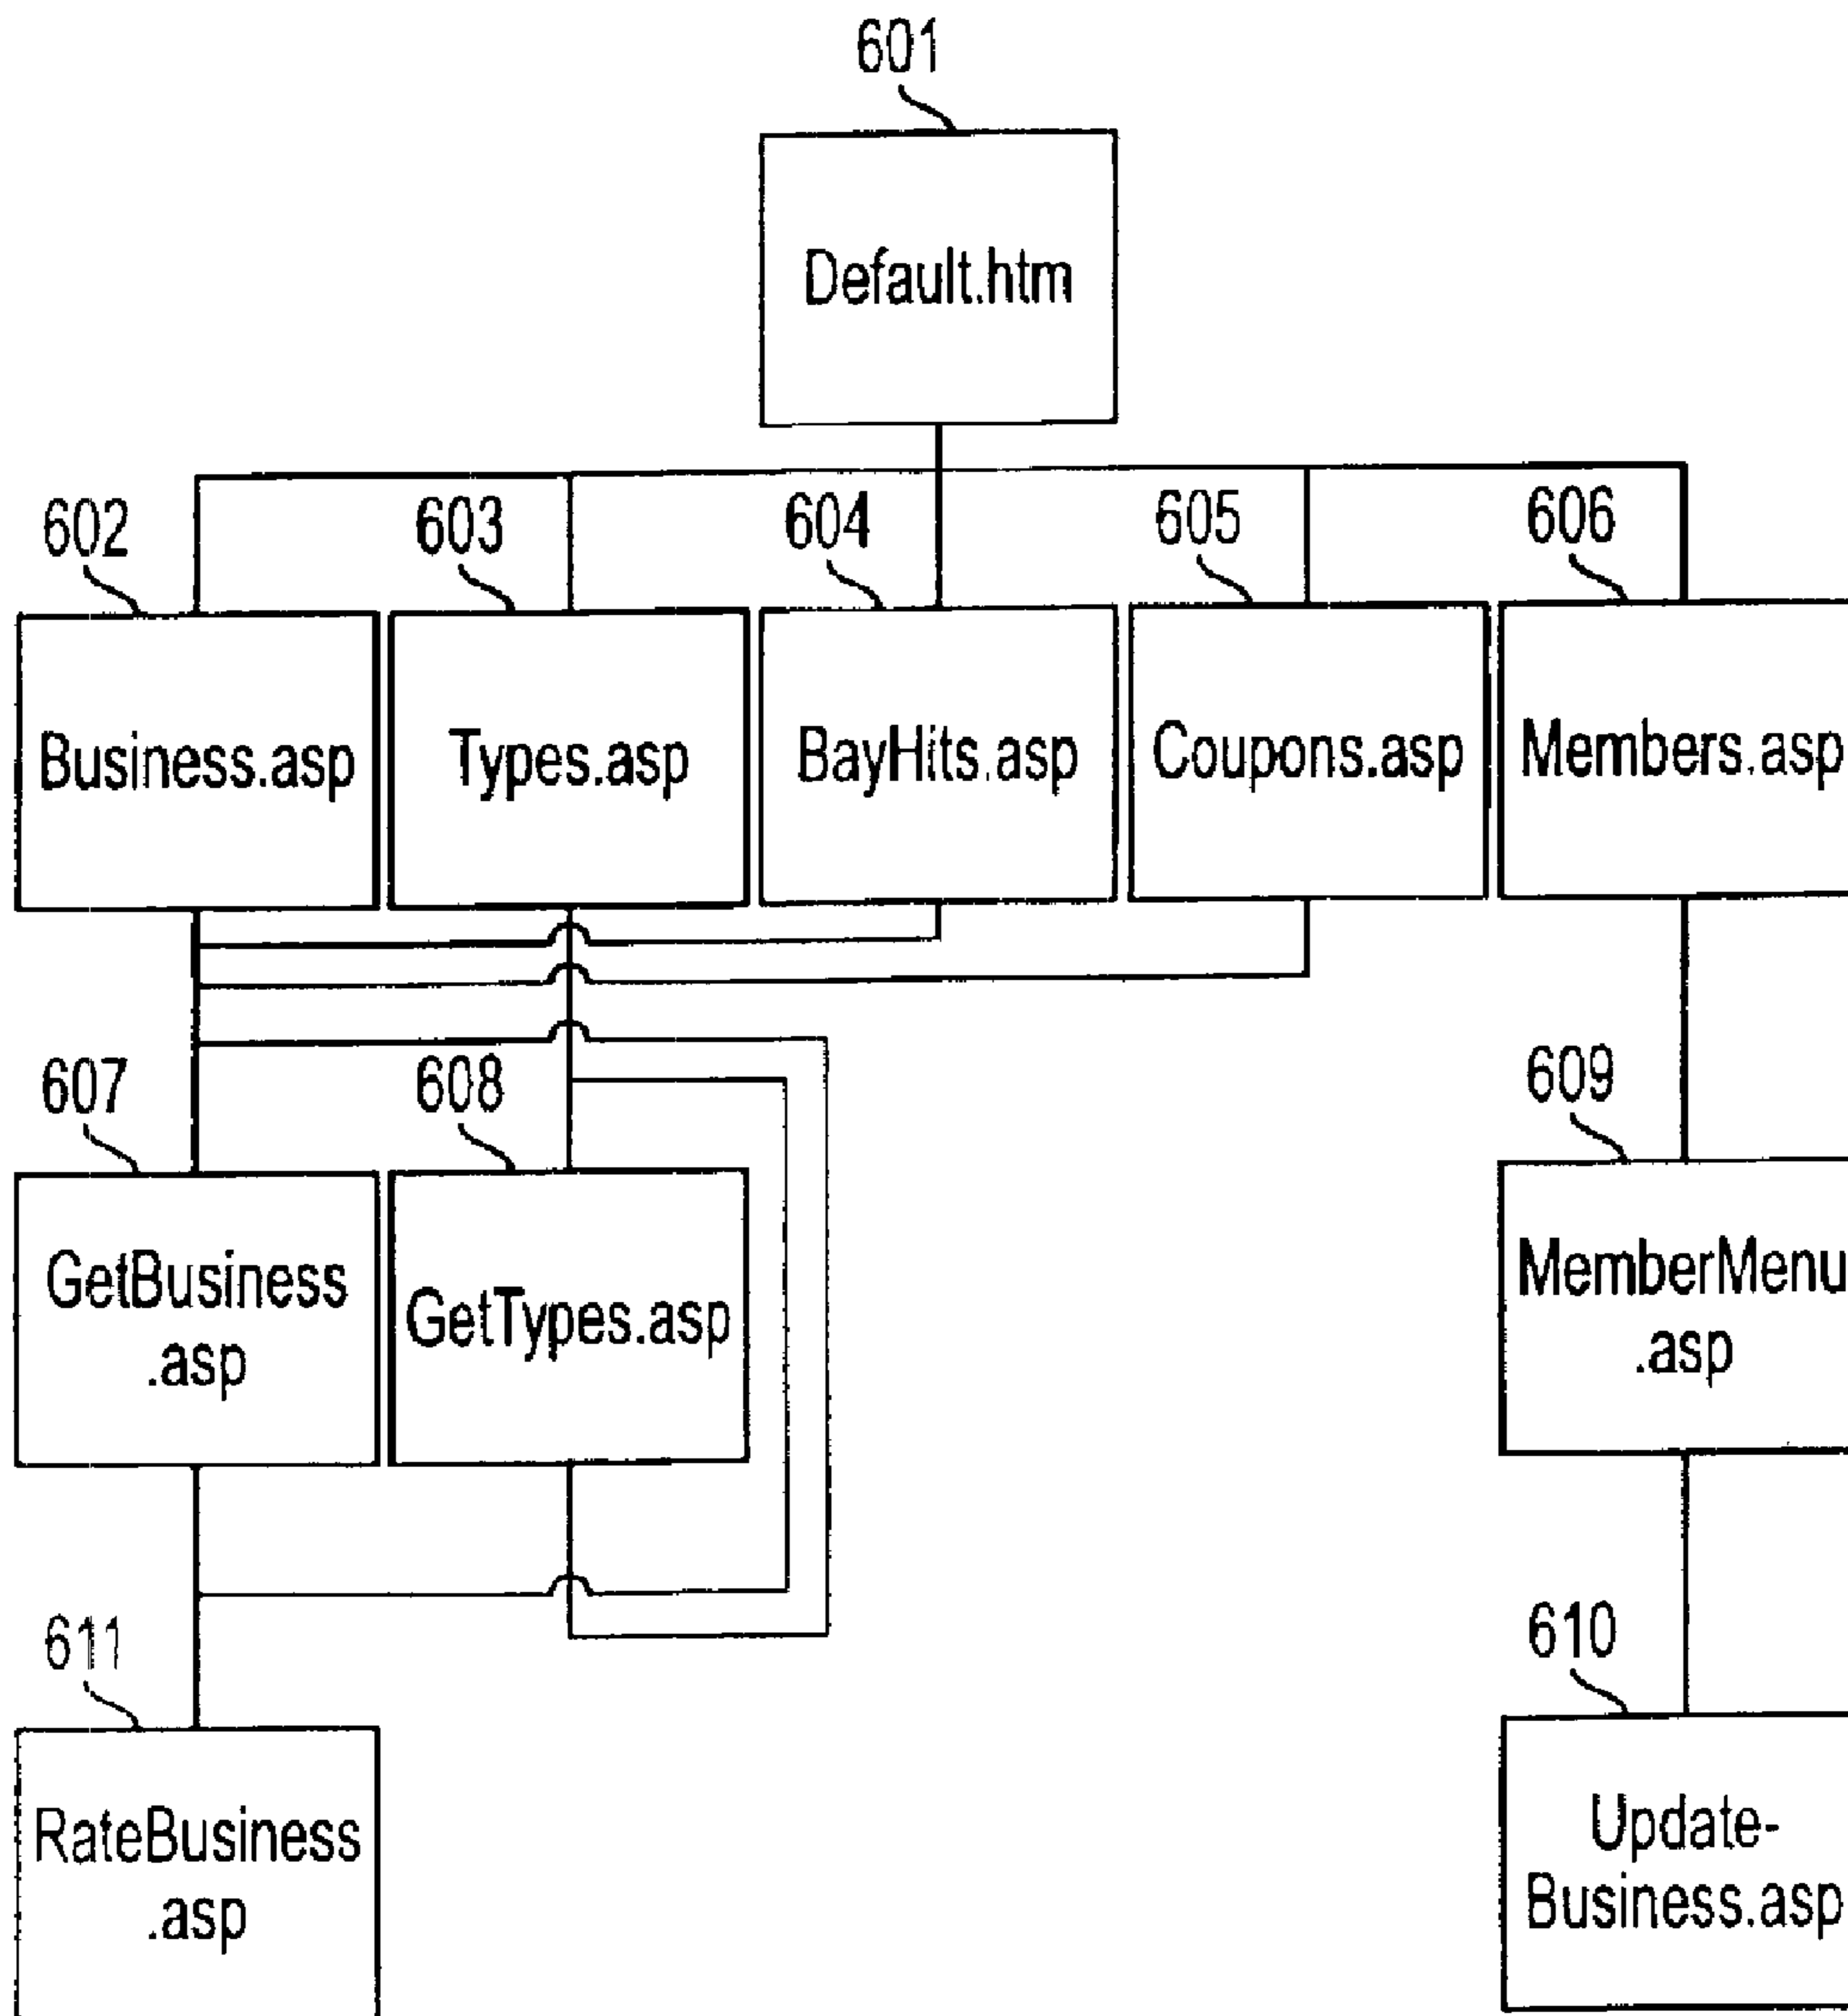 601
Default.htm
602
603
604
605
606
Business.asp
Types.asp
BayHits.asp
Coupons.asp
Members.asp
607
608
609
GetBusiness
.asp
GetTypes.asp
MemberMenu
.asp
611
610
RateBusiness
.asp
Update-
Business.asp